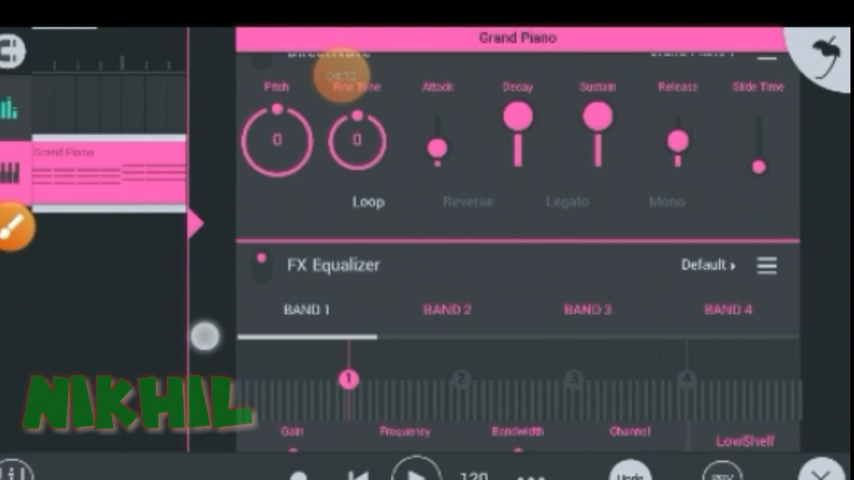 Grand Piano
04:12
Pitch Fine Tune Attack Decay Sustain Release Slide Time
Grand Piano
0 0
Loop Reverse Legato Mono
FX Equalizer Default
BAND 1 BAND 2 BAND 3 BAND 4
1 2 3 4
NIKHIL
Gain Frequency Bandwidth Channel LowShelf
120